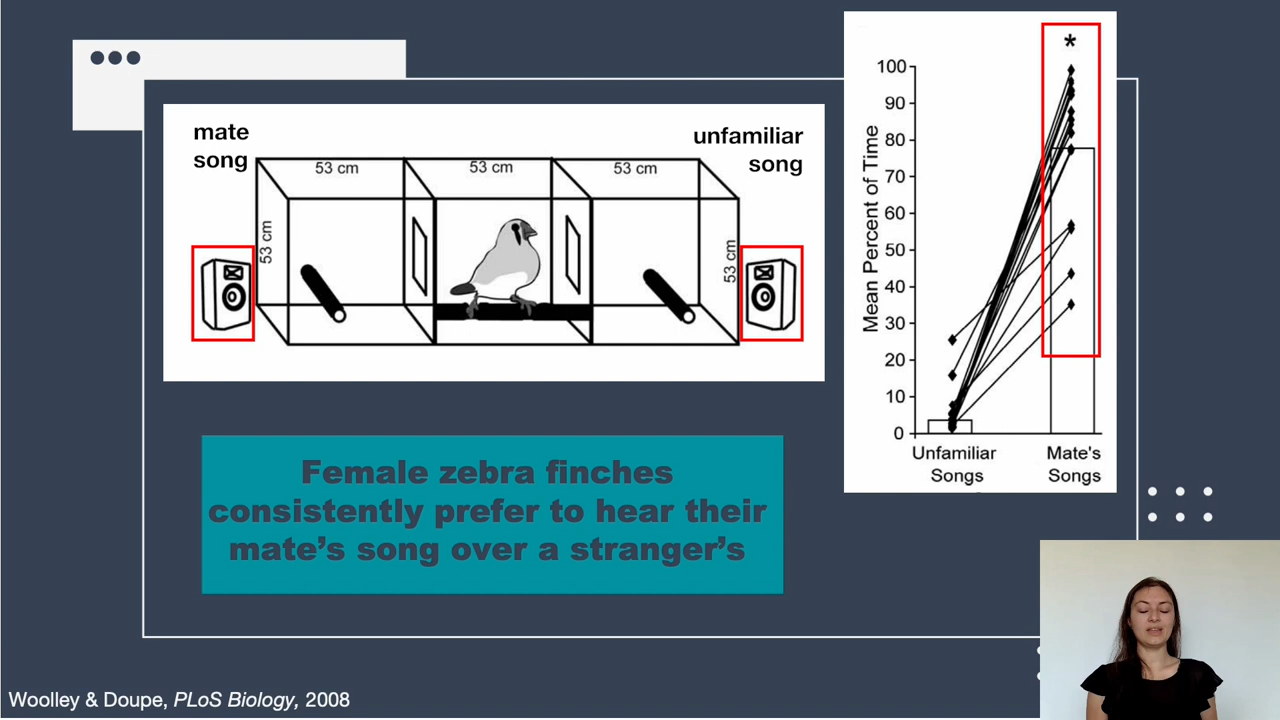 mate
song
unfamiliar
song
53 cm
53 cm
53 cm
53 cm
53 cm
*
100
90
80
70
60
50
40
30
20
10
0
Mean Percent of Time
Unfamiliar
Songs
Mate's
Songs
Female zebra finches
consistently prefer to hear their
mate’s song over a stranger’s
Woolley & Doupe, PLoS Biology, 2008